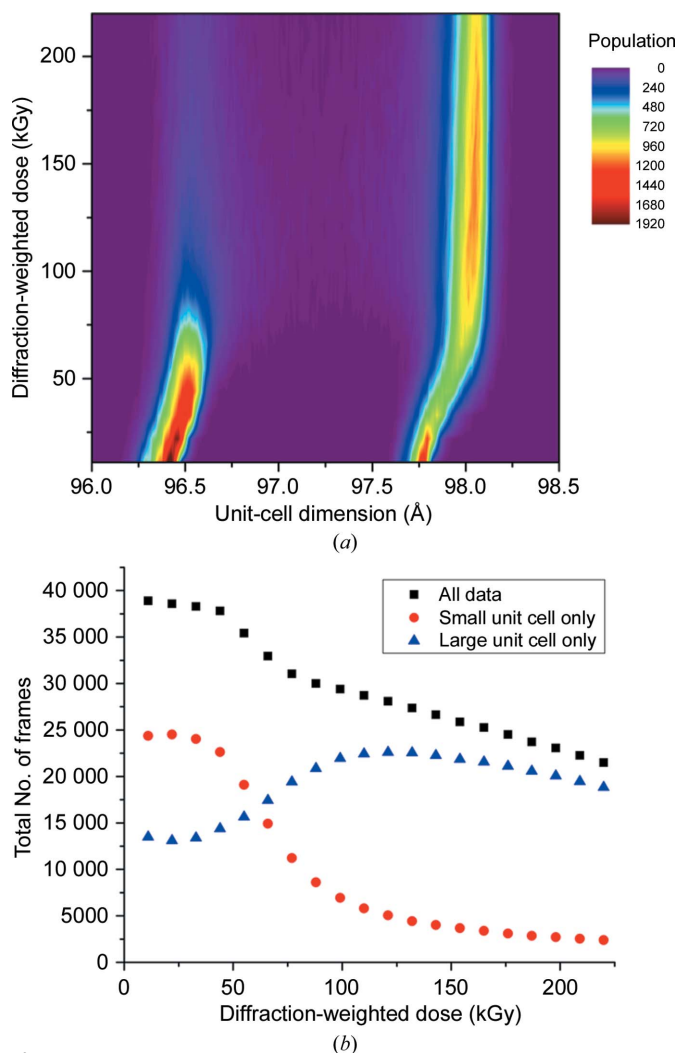 Population
0
240
480
720
960
1200
1440
1680
1920
200
150
100
50
Diffraction-weighted dose (kGy)
96.0 96.5 97.0 97.5 98.0 98.5
Unit-cell dimension (Å)
(a)
40 000
35 000
30 000
25 000
20 000
15 000
10 000
5000
0
Total No. of frames
All data
Small unit cell only
Large unit cell only
0 50 100 150 200
Diffraction-weighted dose (kGy)
(b)